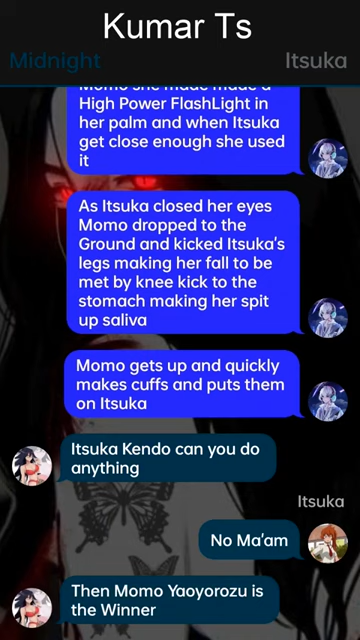 Kumar Ts
Midnight
Itsuka
Momo she made made a
High Power FlashLight in
her palm and when Itsuka
get close enough she used
it
As Itsuka closed her eyes
Momo dropped to the
Ground and kicked Itsuka's
legs making her fall to be
met by knee kick to the
stomach making her spit
up saliva
Momo gets up and quickly
makes cuffs and puts them
on Itsuka
Itsuka Kendo can you do
anything
Itsuka
No Ma'am
Then Momo Yaoyorozu is
the Winner